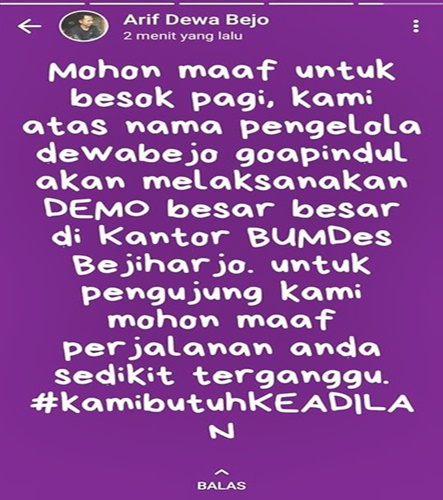 Arif Dewa Bejo
2 menit yang lalu
Mohon maaf untuk
besok pagi, kami
atas nama pengelola
dewabejo goapindul
akan melaksanakan
DEMO besar besar
di Kantor BUMDes
Bejiharjo. untuk
pengujung kami
mohon maaf
perjalanan anda
sedikit terganggu.
#kamibutuhKEADILA
N
BALAS